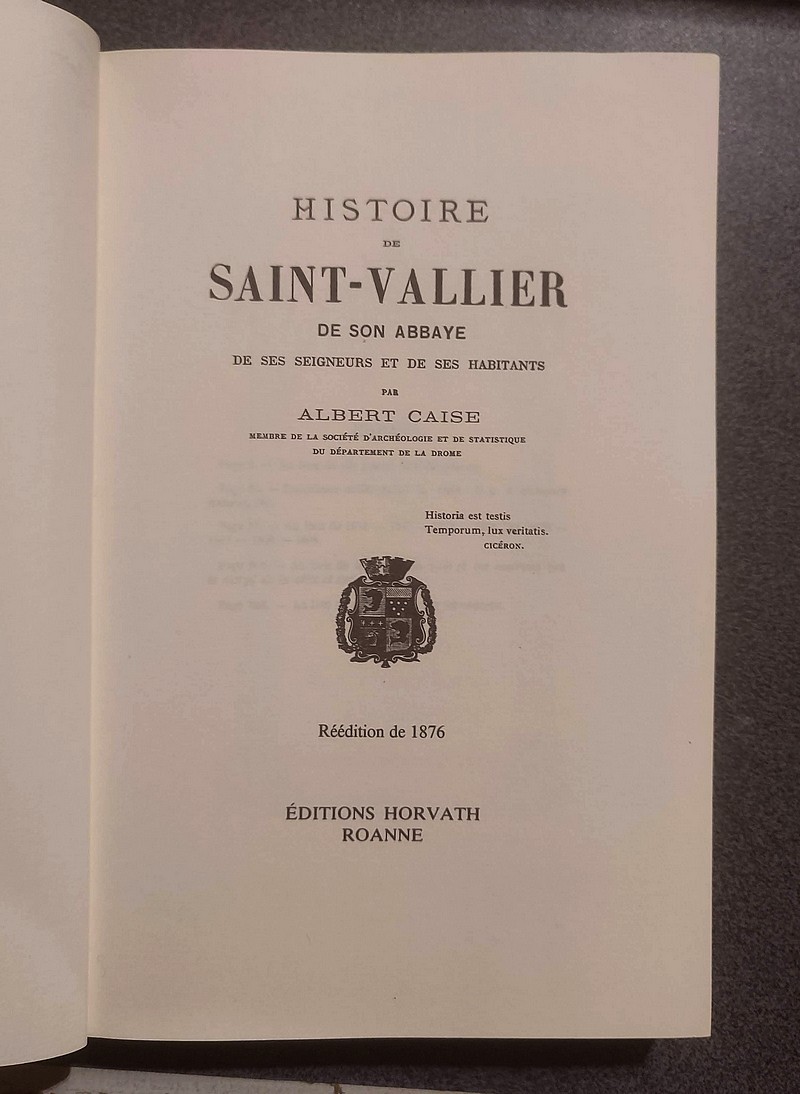 HISTOIRE
DE
SAINT-VALLIER
DE SON ABBAYE
DE SES SEIGNEURS ET DE SES HABITANTS
PAR
ALBERT CAISE
MEMBRE DE LA SOCIÉTÉ D'ARCHÉOLOGIE ET DE STATISTIQUE
DU DÉPARTEMENT DE LA DROME
Historia est testis
Temporum, lux veritatis.
CICÉRON.
Réédition de 1876
ÉDITIONS HORVATH
ROANNE